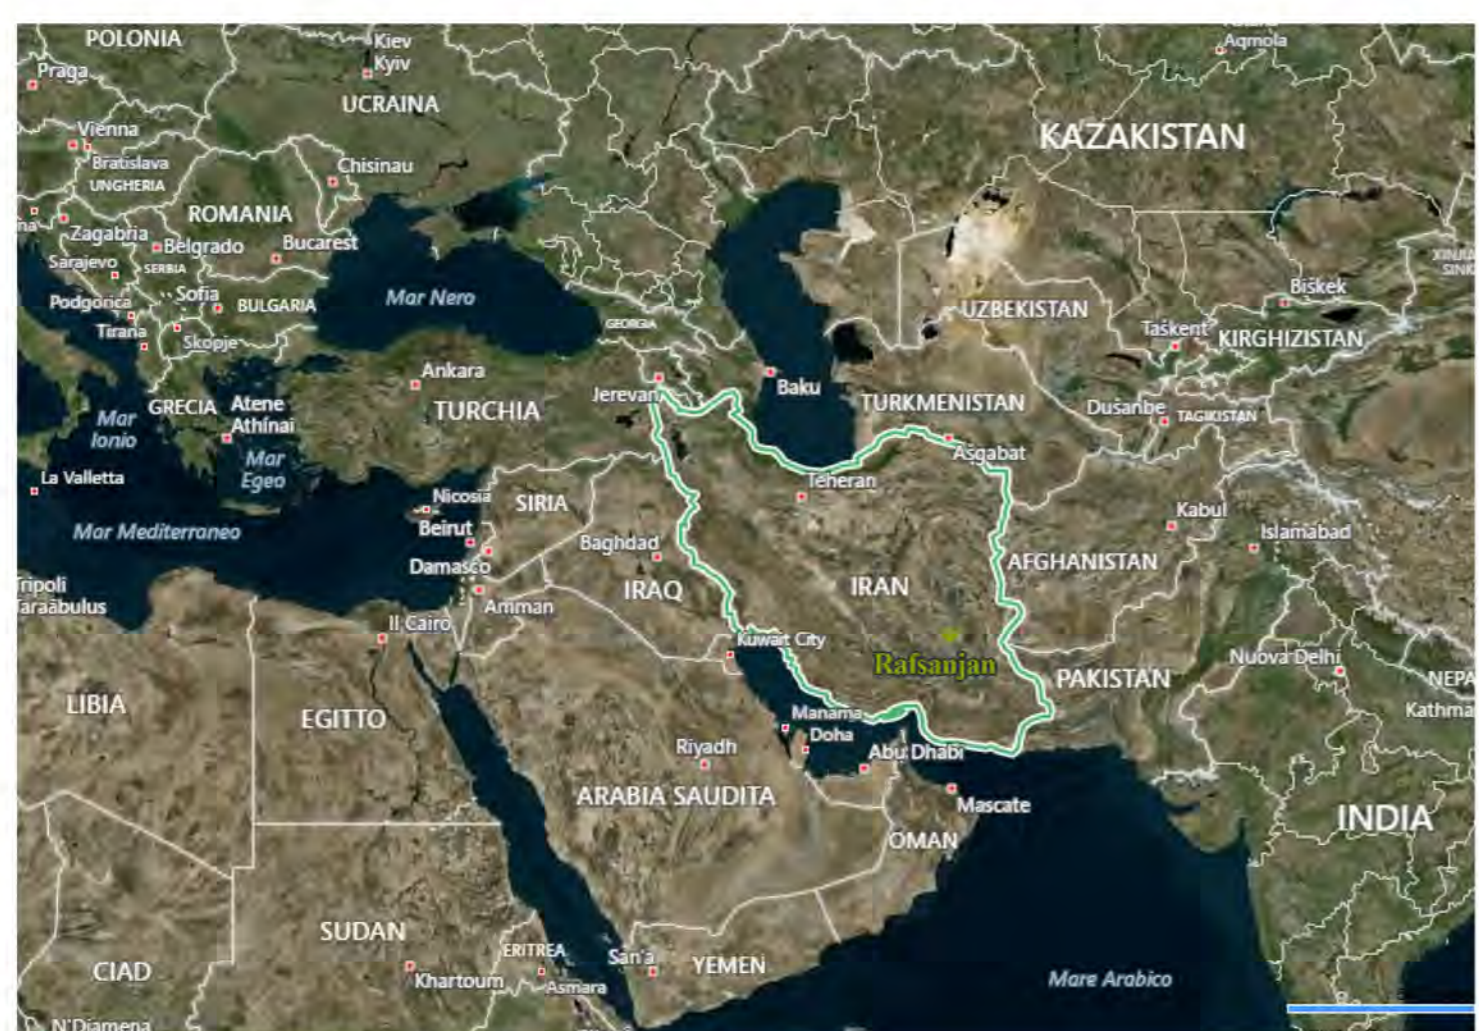 POLONIA
Kiev
Kyiv
Aqmola
Praga
UCRAINA
Vienna
KAZAKISTAN
Bratislava
Chisinau
UNGHERIA
ROMANIA
Zagabria
Belgrado
Bucarest
Sarajevo
SERBIA
Biškek
Podgorica
Sofia
BULGARIA
Mar Nero
UZBEKISTAN
Tirana
GEORGIA
Taškent
KIRGHIZISTAN
Skopje
Ankara
Jerevan
Baku
GRECIA
Atene
Athínai
TURCHIA
TURKMENISTAN
Dušanbe
TAGIKISTAN
Mar
Ionio
Mar
Egeo
Ašgabat
La Valletta
Teheran
Nicosia
SIRIA
Kabul
Mar Mediterraneo
Beirut
Baghdad
Islamabad
Damasco
AFGHANISTAN
Tripoli
Taraābulus
IRAQ
IRAN
Amman
Il Cairo
Kuwait City
Rafsanjan
Nuova Delhi
PAKISTAN
LIBIA
EGITTO
Manama
Doha
Riyadh
Abu Dhabi
ARABIA SAUDITA
Mascate
INDIA
OMAN
SUDAN
ERITREA
San'a
YEMEN
CIAD
Khartoum
Asmara
Mare Arabico
N'Diamena